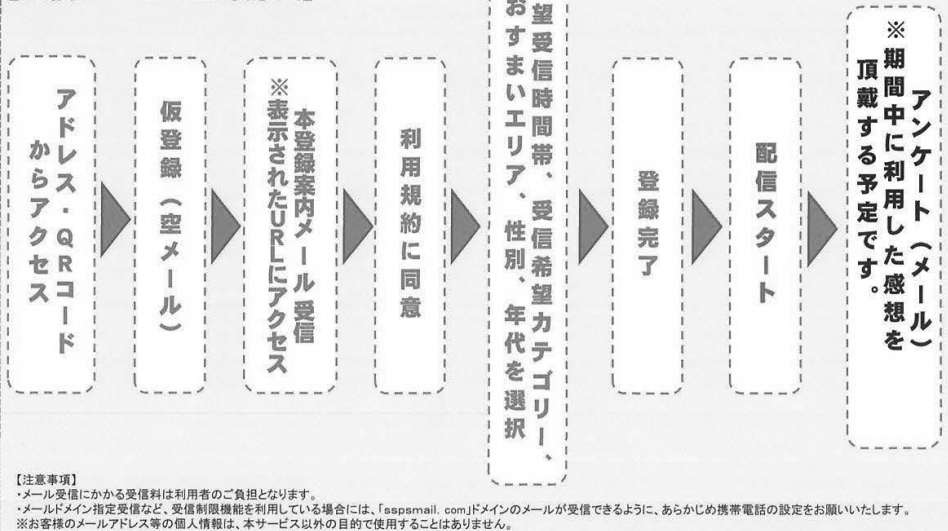 アドレス・QRコード
からアクセス
仮登録（空メール）
本登録案内メール受信
※表示されたURLにアクセス
利用規約に同意
望受信時間帯、受信希望カテゴリー、
おすまいエリア、性別、年代を選択
登録完了
配信スタート
アンケート（メール）
※期間中に利用した感想を
頂戴する予定です。
【注意事項】
・メール受信にかかる受信料は利用者のご負担となります。
・メールドメイン指定受信など、受信制限機能を利用している場合には、「sspsmail. com」ドメインのメールが受信できるように、あらかじめ携帯電話の設定をお願いいたします。
※お客様のメールアドレス等の個人情報は、本サービス以外の目的で使用することはありません。